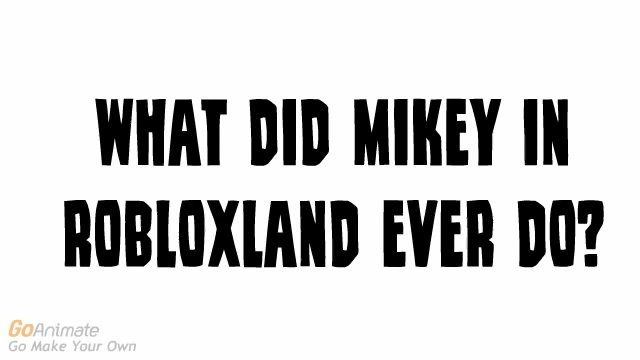 WHAT DID MIKEY IN
ROBLOXLAND EVER DO?
GoAnimate
Go Make Your Own